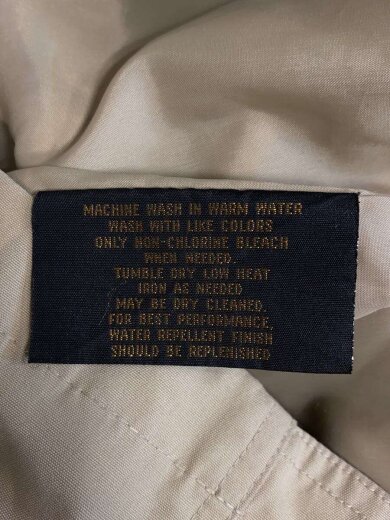 MACHINE WASH IN WARM WATER
WASH WITH LIKE COLORS
ONLY NON-CHLORINE BLEACH
WHEN NEEDED.
TUMBLE DRY LOW HEAT
IRON AS NEEDED
MAY BE DRY CLEANED.
FOR BEST PERFORMANCE,
WATER REPELLENT FINISH
SHOULD BE REPLENISHED